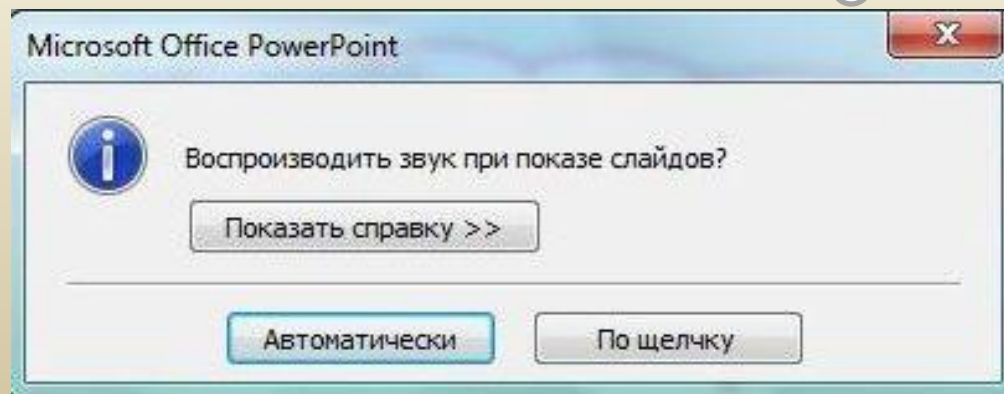 Microsoft Office PowerPoint
Воспроизводить звук при показе слайдов?
Показать справку >>
Автоматически
По щелчку